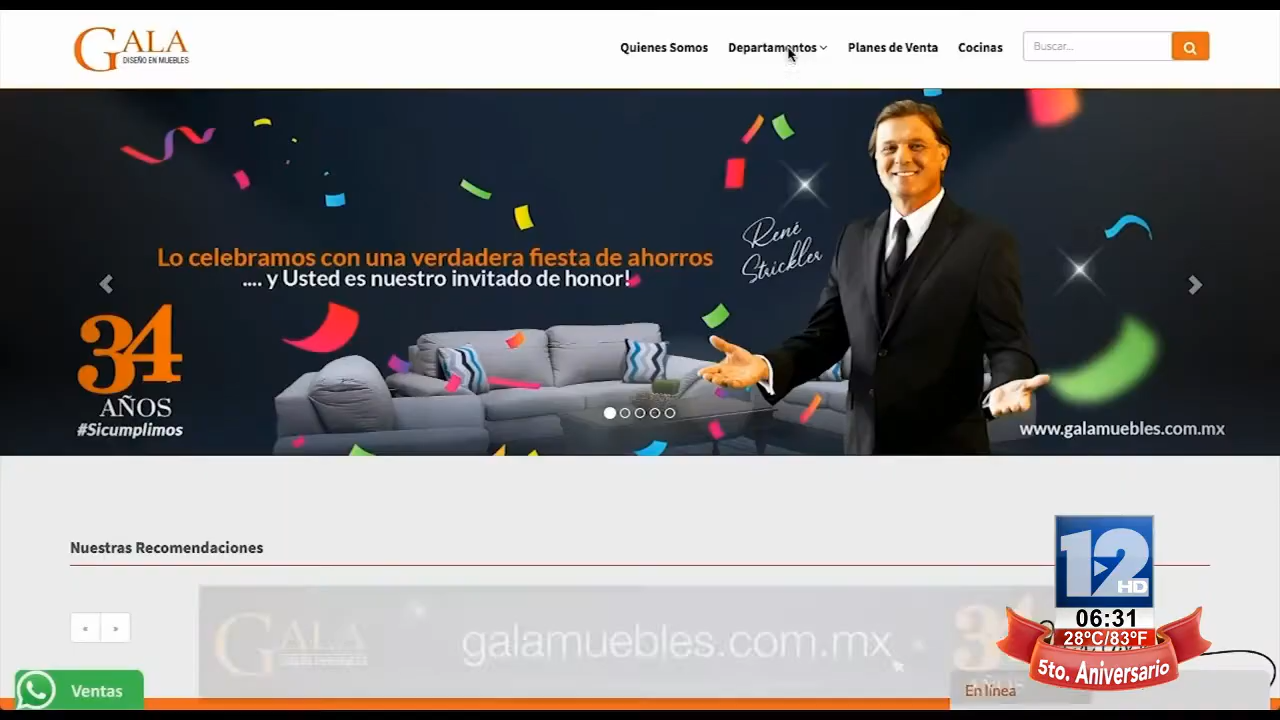 GALA
DISEÑO EN MUEBLES
Quienes Somos
Departamentos
Planes de Venta
Cocinas
Buscar...
Lo celebramos con una verdadera fiesta de ahorros
.... y Usted es nuestro invitado de honor!
René
Strickler
34
AÑOS
#Sicumplimos
www.galamuebles.com.mx
Nuestras Recomendaciones
«
»
GALA
galamuebles.com.mx
Ventas
En línea
12
HD
06:31
28°C/83°F
5to. Aniversario